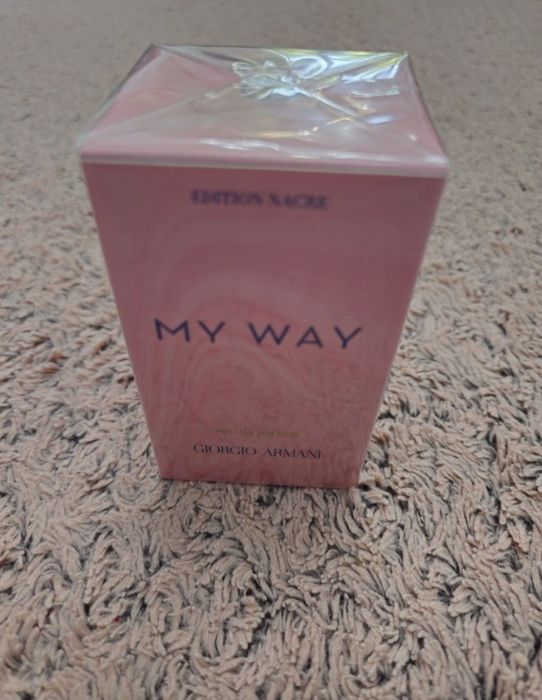 EDITION NACRE
MY WAY
eau de parfum
GIORGIO ARMANI